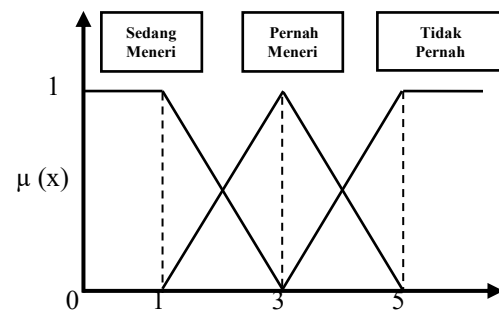 Sedang
Meneri
Pernah
Meneri
Tidak
Pernah
1
μ (x)
0
1
3
5